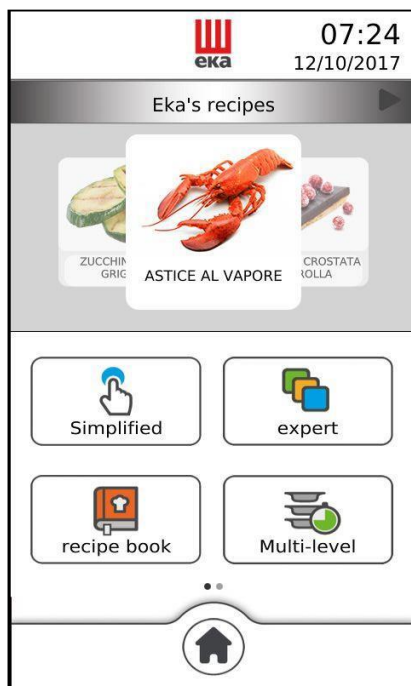 07:24
eка
12/10/2017
Eka's recipes
ZUCCHIN
GRIG
ASTICE AL VAPORE
CROSTATA
ROLLA
Simplified
expert
recipe book
Multi-level